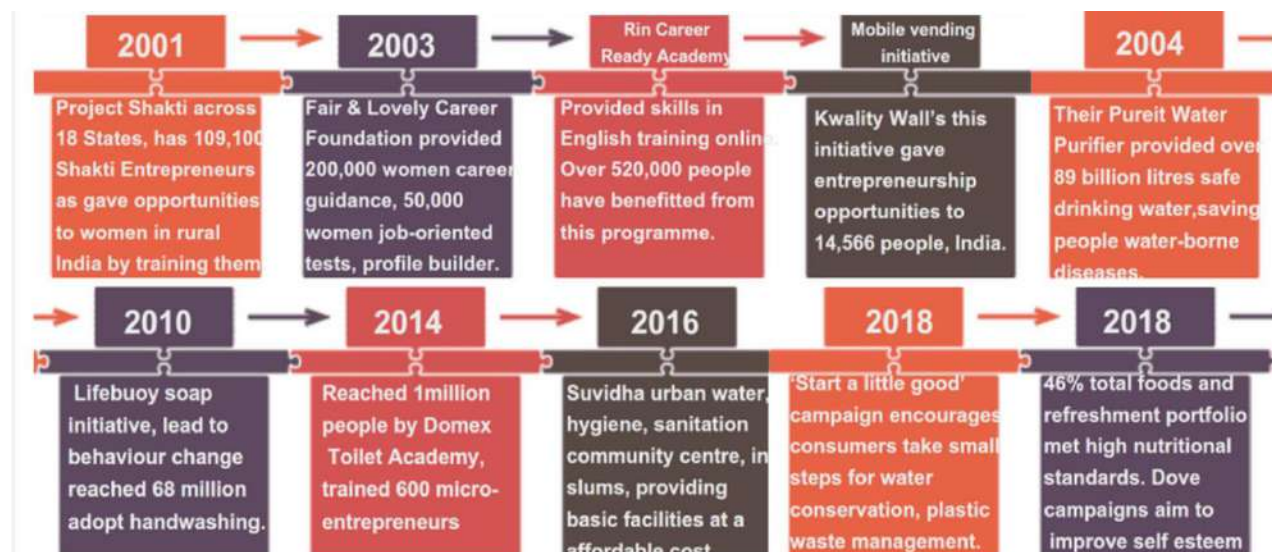 2001
Project Shakti across
18 States, has 109,100
Shakti Entrepreneurs
as gave opportunities
to women in rural
India by training them
2003
Fair & Lovely Career
Foundation provided
200,000 women career
guidance, 50,000
women job-oriented
tests, profile builder.
Rin Career
Ready Academy
Provided skills in
English training online.
Over 520,000 people
have benefitted from
this programme.
Mobile vending
initiative
Kwality Wall's this
initiative gave
entrepreneurship
opportunities to
14,566 people, India.
2004
Their Pureit Water
Purifier provided over
89 billion litres safe
drinking water,saving
people water-borne
diseases.
2010
Lifebuoy soap
initiative, lead to
behaviour change
reached 68 million
adopt handwashing.
2014
Reached 1million
people by Domex
Toilet Academy,
trained 600 micro-
entrepreneurs
2016
Suvidha urban water,
hygiene, sanitation
community centre, in
slums, providing
basic facilities at a
affordable cost
2018
'Start a little good'
campaign encourages
consumers take small
steps for water
conservation, plastic
waste management.
2018
46% total foods and
refreshment portfolio
met high nutritional
standards. Dove
campaigns aim to
improve self esteem